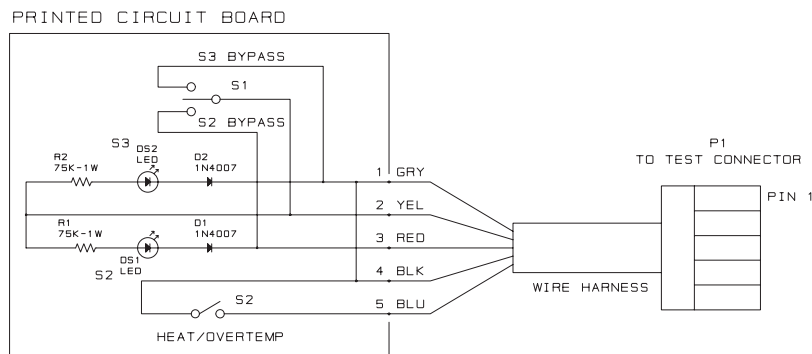 PRINTED CIRCUIT BOARD
S3 BYPASS
S1
S2 BYPASS
S3
DS2
LED
R2
75K-1W
D2
1N4007
1 GRY
2 YEL
R1
75K-1W
D1
1N4007
3 RED
DS1
LED
S2
4 BLK
S2
5 BLU
HEAT/OVERTEMP
WIRE HARNESS
P1
TO TEST CONNECTOR
PIN 1